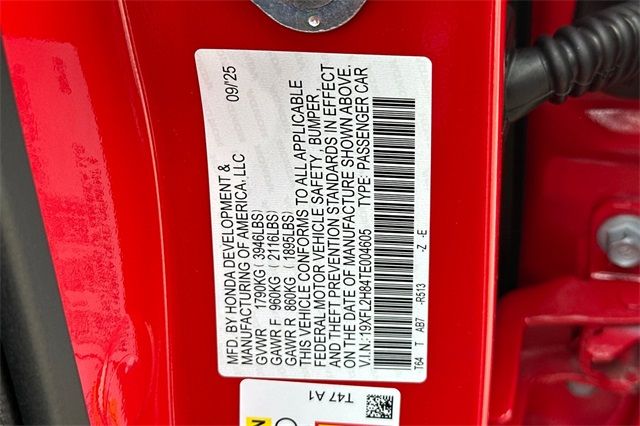 MFD. BY HONDA DEVELOPMENT & 09/25
MANUFACTURING OF AMERICA, LLC
GVWR 1790KG(3946LBS)
GAWR F 960KG (2116LBS)
GAWR R 860KG (1895LBS)
THIS VEHICLE CONFORMS TO ALL APPLICABLE
FEDERAL MOTOR VEHICLE SAFETY, BUMPER,
AND THEFT PREVENTION STANDARDS IN EFFECT
ON THE DATE OF MANUFACTURE SHOWN ABOVE.
V.I.N.:19XFL2H84TE004605 TYPE: PASSENGER CAR
T64 T AB7 -R513 -Z -E
T47 A1